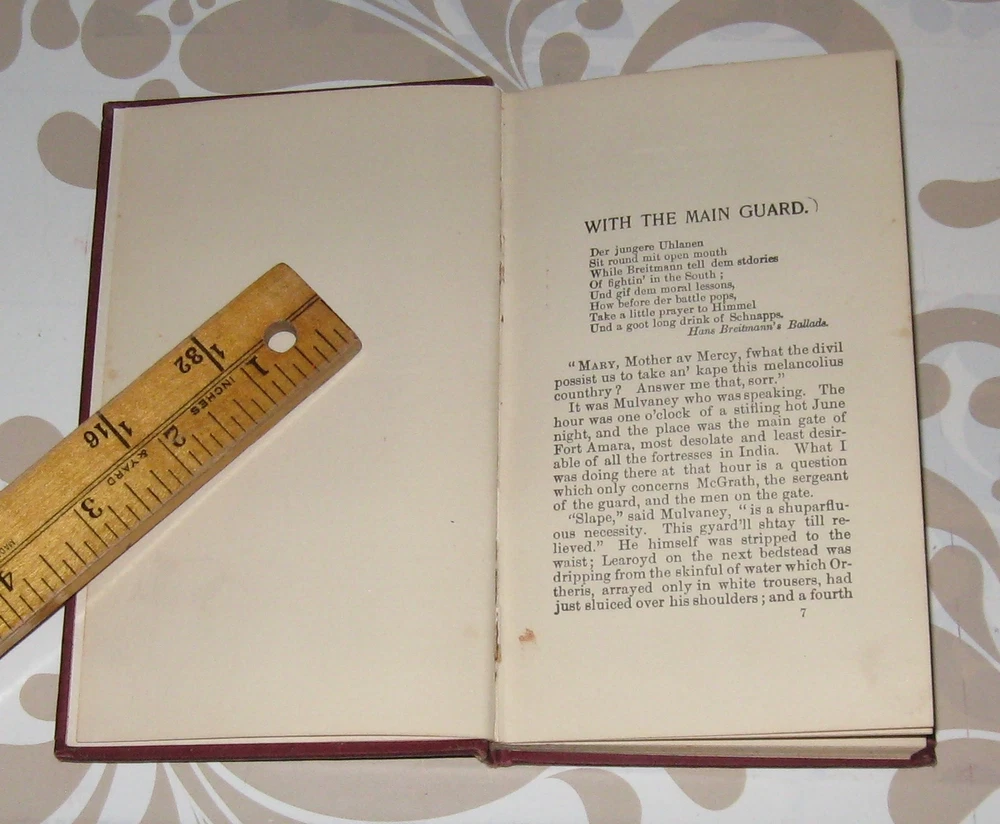 WITH THE MAIN GUARD.
Der jungere Uhlanen
Sit round mit open mouth
While Breitmann tell dem stdories
Of fightin' in the South ;
Und gif dem moral lessons,
How before der battle pops,
Take a little prayer to Himmel
Und a goot long drink of Schnapps.
Hans Breitmann's Ballads.
“ MARY, Mother av Mercy, fwhat the divil
possist us to take an' kape this melancolius
counthry ? Answer me that, sorr.”
It was Mulvaney who was speaking. The
hour was one o'clock of a stifling hot June
night, and the place was the main gate of
Fort Amara, most desolate and least desir-
able of all the fortresses in India. What I
was doing there at that hour is a question
which only concerns McGrath, the sergeant
of the guard, and the men on the gate.
“Slape,” said Mulvaney, “ is a shuparflu-
ous necessity. This gyard'll shtay till re-
lieved.” He himself was stripped to the
waist; Learoyd on the next bedstead was
dripping from the skinful of water which Or-
theris, arrayed only in white trousers, had
just sluiced over his shoulders ; and a fourth
7
1/32
1/16
INCHES
& YARD
1
2
3
4